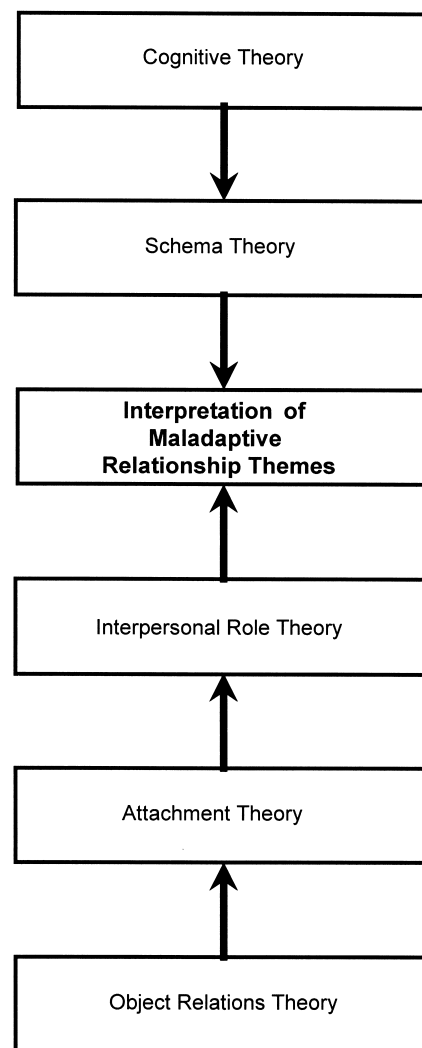 Cognitive Theory
Schema Theory
Interpretation of
Maladaptive
Relationship Themes
Interpersonal Role Theory
Attachment Theory
Object Relations Theory